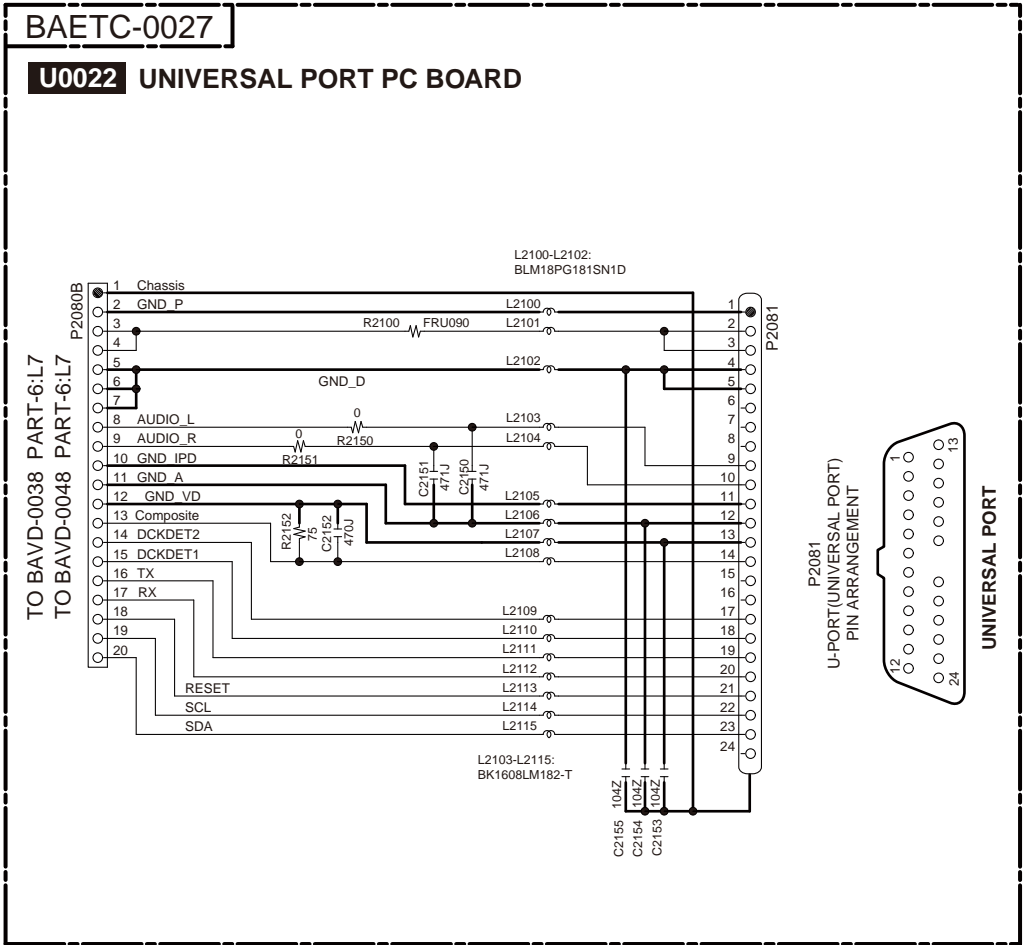 BAETC-0027
U0022 UNIVERSAL PORT PC BOARD
L2100-L2102:
BLM18PG181SN1D
P2080B
TO BAVD-0038 PART-6:L7
TO BAVD-0048 PART-6:L7
1 Chassis
2 GND_P
3
4
5
6
7
8 AUDIO_L
9 AUDIO_R
10 GND_IPD
11 GND_A
12 GND_VD
13 Composite
14 DCKDET2
15 DCKDET1
16 TX
17 RX
18
19
20
RESET
SCL
SDA
R2100 FRU090
GND_D
0
R2150
0
R2151
C2151
471J
C2150
471J
R2152
75
C2152
470J
L2100
L2101
L2102
L2103
L2104
L2105
L2106
L2107
L2108
L2109
L2110
L2111
L2112
L2113
L2114
L2115
L2103-L2115:
BK1608LM182-T
C2155 104Z
C2154 104Z
C2153 104Z
P2081
1
2
3
4
5
6
7
8
9
10
11
12
13
14
15
16
17
18
19
20
21
22
23
24
P2081
U-PORT(UNIVERSAL PORT)
PIN ARRANGEMENT
1
13
12
24
UNIVERSAL PORT